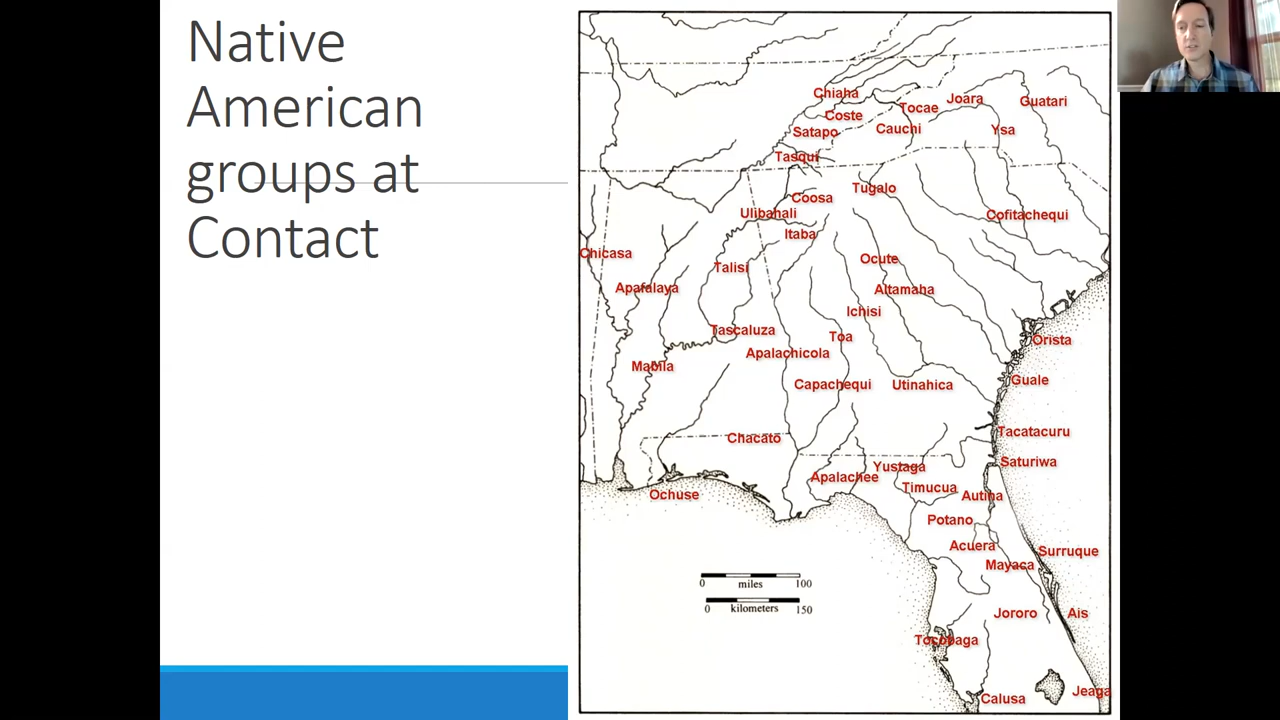 Native
American
groups at
Contact
Chiaha
Coste
Satapo
Tasqui
Tocae
Joara
Guatari
Cauchi
Ysa
Tugalo
Coosa
Ulibahali
Itaba
Cofitachequi
Chicasa
Talisi
Ocute
Apafalaya
Altamaha
Ichisi
Tascaluza
Toa
Orista
Apalachicola
Mabila
Capachequi
Utinahica
Guale
Chacato
Tacatacuru
Yustaga
Saturiwa
Apalachee
Timucua
Autina
Ochuse
Potano
Acuera
Surruque
Mayaca
0 miles 100
0 kilometers 150
Jororo
Ais
Tocobaga
Calusa
Jeaga